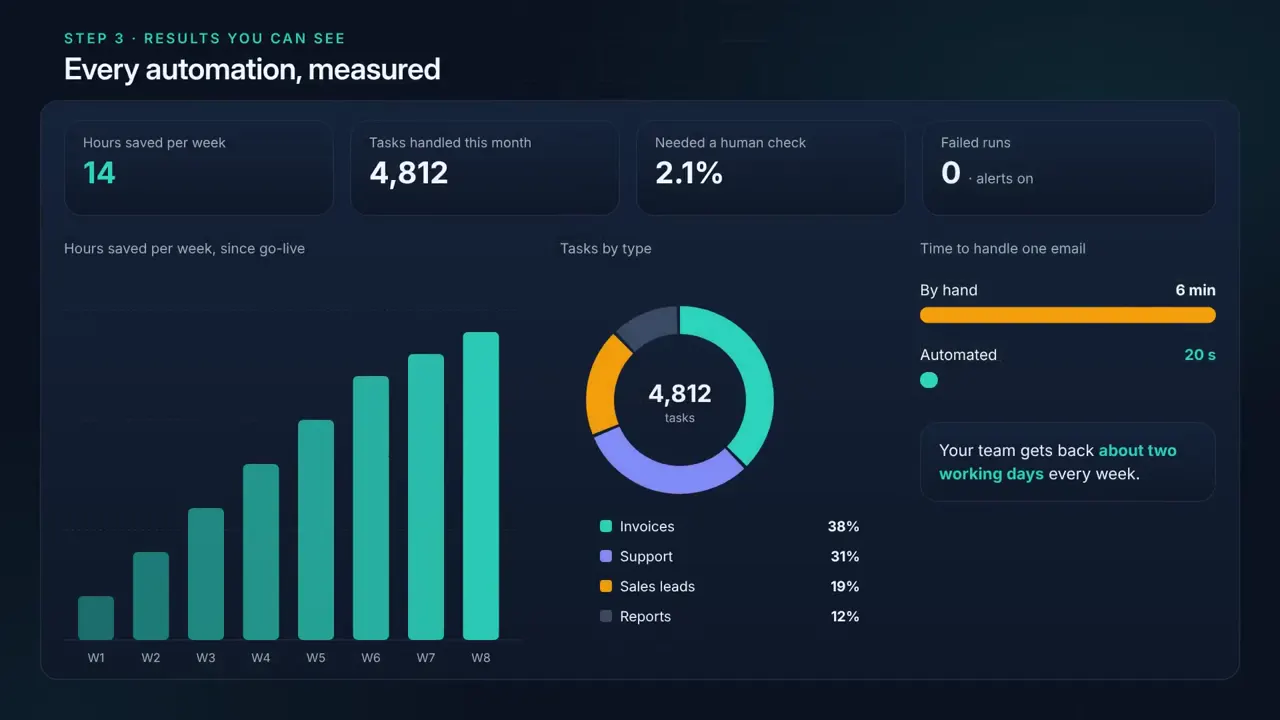 STEP 3 · RESULTS YOU CAN SEE
Every automation, measured
Hours saved per week
14
Tasks handled this month
4,812
Needed a human check
2.1%
Failed runs
0 · alerts on
Hours saved per week, since go-live
W1 W2 W3 W4 W5 W6 W7 W8
Tasks by type
4,812
tasks
Invoices 38%
Support 31%
Sales leads 19%
Reports 12%
Time to handle one email
By hand 6 min
Automated 20 s
Your team gets back about two
working days every week.